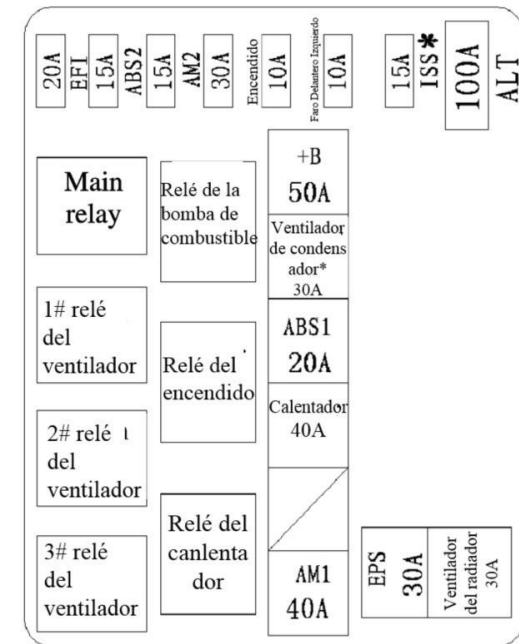 20A
EFI
15A
ABS2
15A
AM2
30A
Encendido
10A
Faro Delantero Izquierdo
10A
15A
ISS*
100A
ALT
Main
relay
Relé de la
bomba de
combustible
+B
50A
Ventilador
de condens
ador*
30A
1# relé
del
ventilador
Relé del
encendido
ABS1
20A
Calentador
40A
2# relé
del
ventilador
3# relé
del
ventilador
Relé del
canlenta
dor
AM1
40A
EPS
30A
Ventilador
del radiador
30A